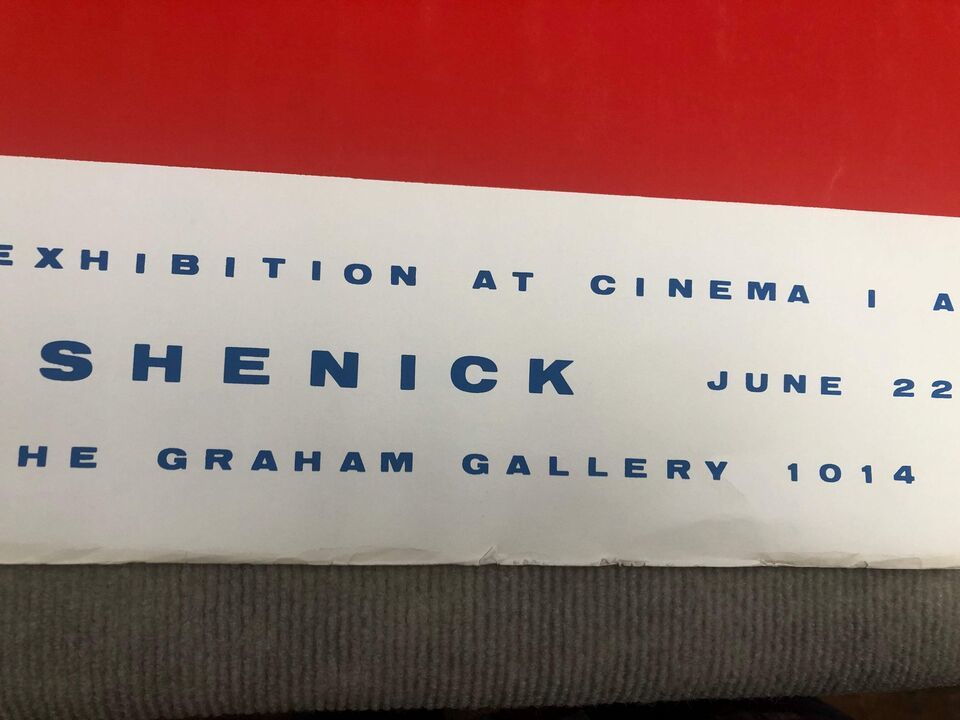 EXHIBITION AT CINEMA I A
SHENICK JUNE 22
HE GRAHAM GALLERY 1014